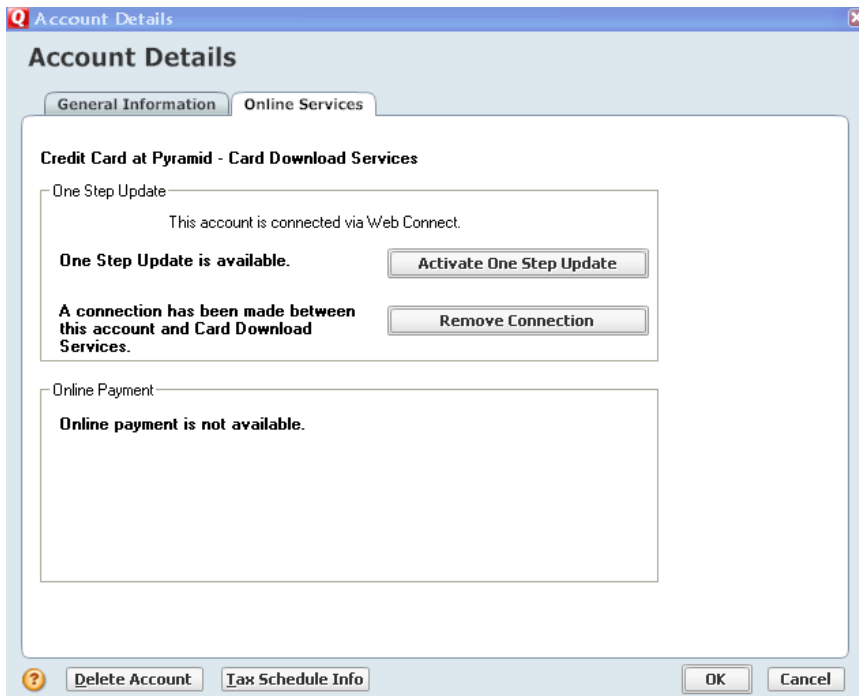 Q Account Details
Account Details
General Information Online Services
Credit Card at Pyramid - Card Download Services
One Step Update
This account is connected via Web Connect.
One Step Update is available. Activate One Step Update
A connection has been made between
this account and Card Download
Services.
Remove Connection
Online Payment
Online payment is not available.
? Delete Account Tax Schedule Info OK Cancel